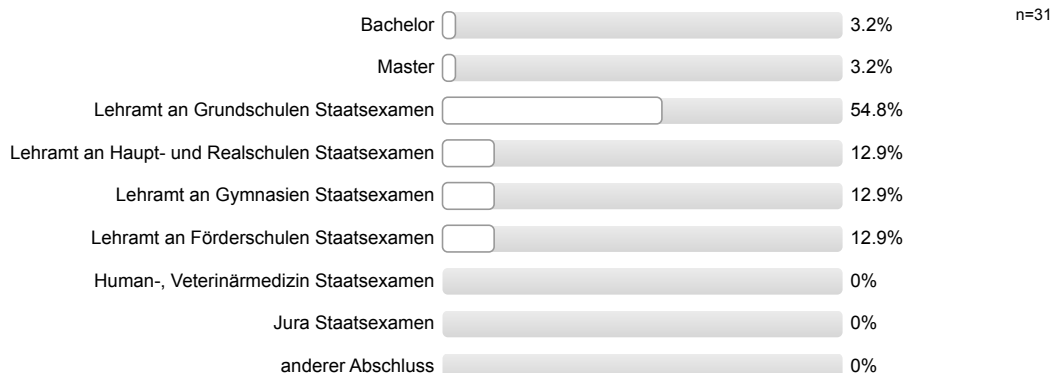 n=31
Bachelor 3.2%
Master 3.2%
Lehramt an Grundschulen Staatsexamen 54.8%
Lehramt an Haupt- und Realschulen Staatsexamen 12.9%
Lehramt an Gymnasien Staatsexamen 12.9%
Lehramt an Förderschulen Staatsexamen 12.9%
Human-, Veterinärmedizin Staatsexamen 0%
Jura Staatsexamen 0%
anderer Abschluss 0%